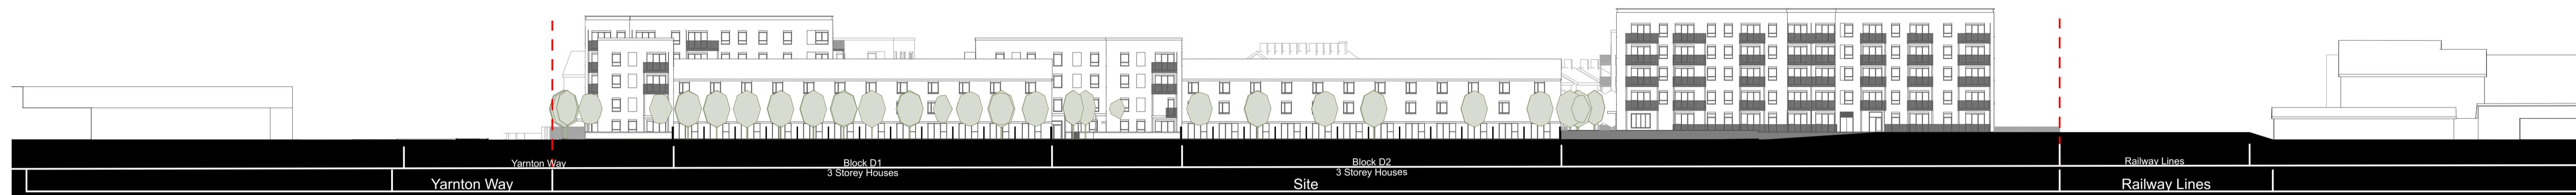 Yarnton Way
Block D1
3 Storey Houses
Block D2
3 Storey Houses
Railway Lines
Yarnton Way
Site
Railway Lines